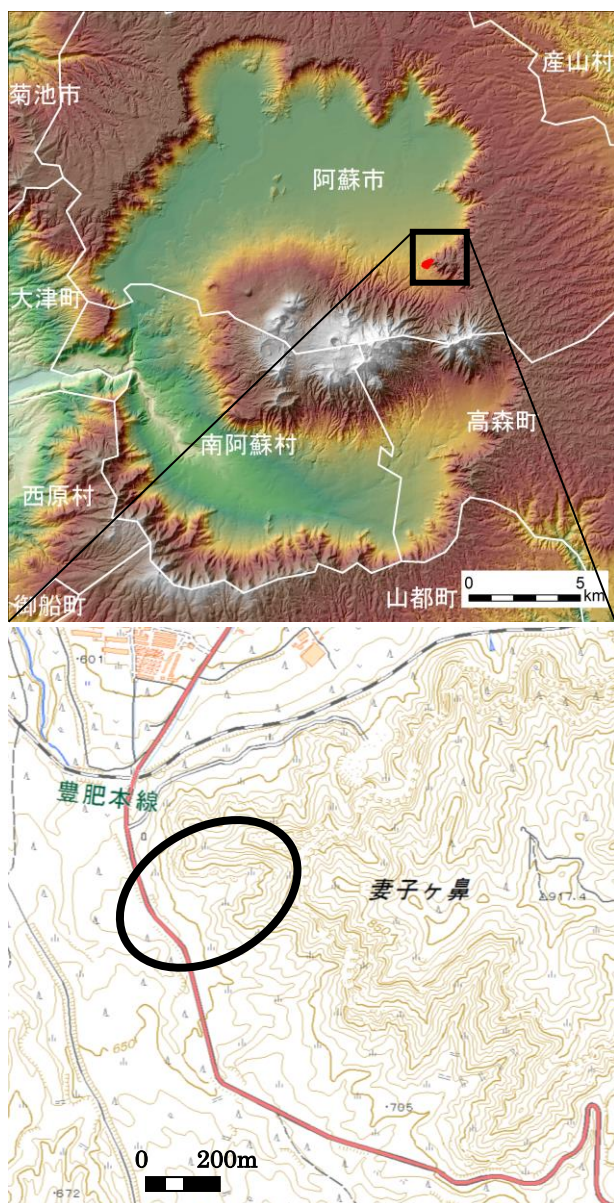 菊池市
産山村
阿蘇市
大津町
高森町
南阿蘇村
西原村
御船町
山都町
0 5
km
・601
豊肥本線
妻子ヶ鼻
917.4
850
650
・705
0 200m
・672